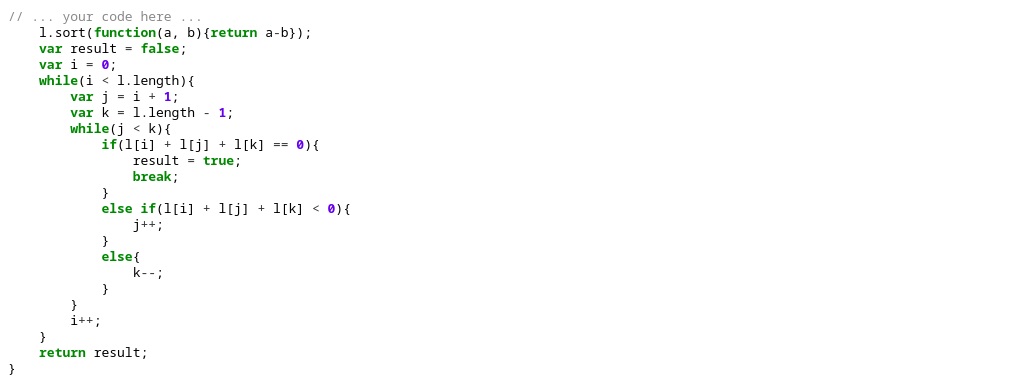 // ... your code here ...
    l.sort(function(a, b){return a-b});
    var result = false;
    var i = 0;
    while(i < l.length){
        var j = i + 1;
        var k = l.length - 1;
        while(j < k){
            if(l[i] + l[j] + l[k] == 0){
                result = true;
                break;
            }
            else if(l[i] + l[j] + l[k] < 0){
                j++;
            }
            else{
                k--;
            }
        }
        i++;
    }
    return result;
}